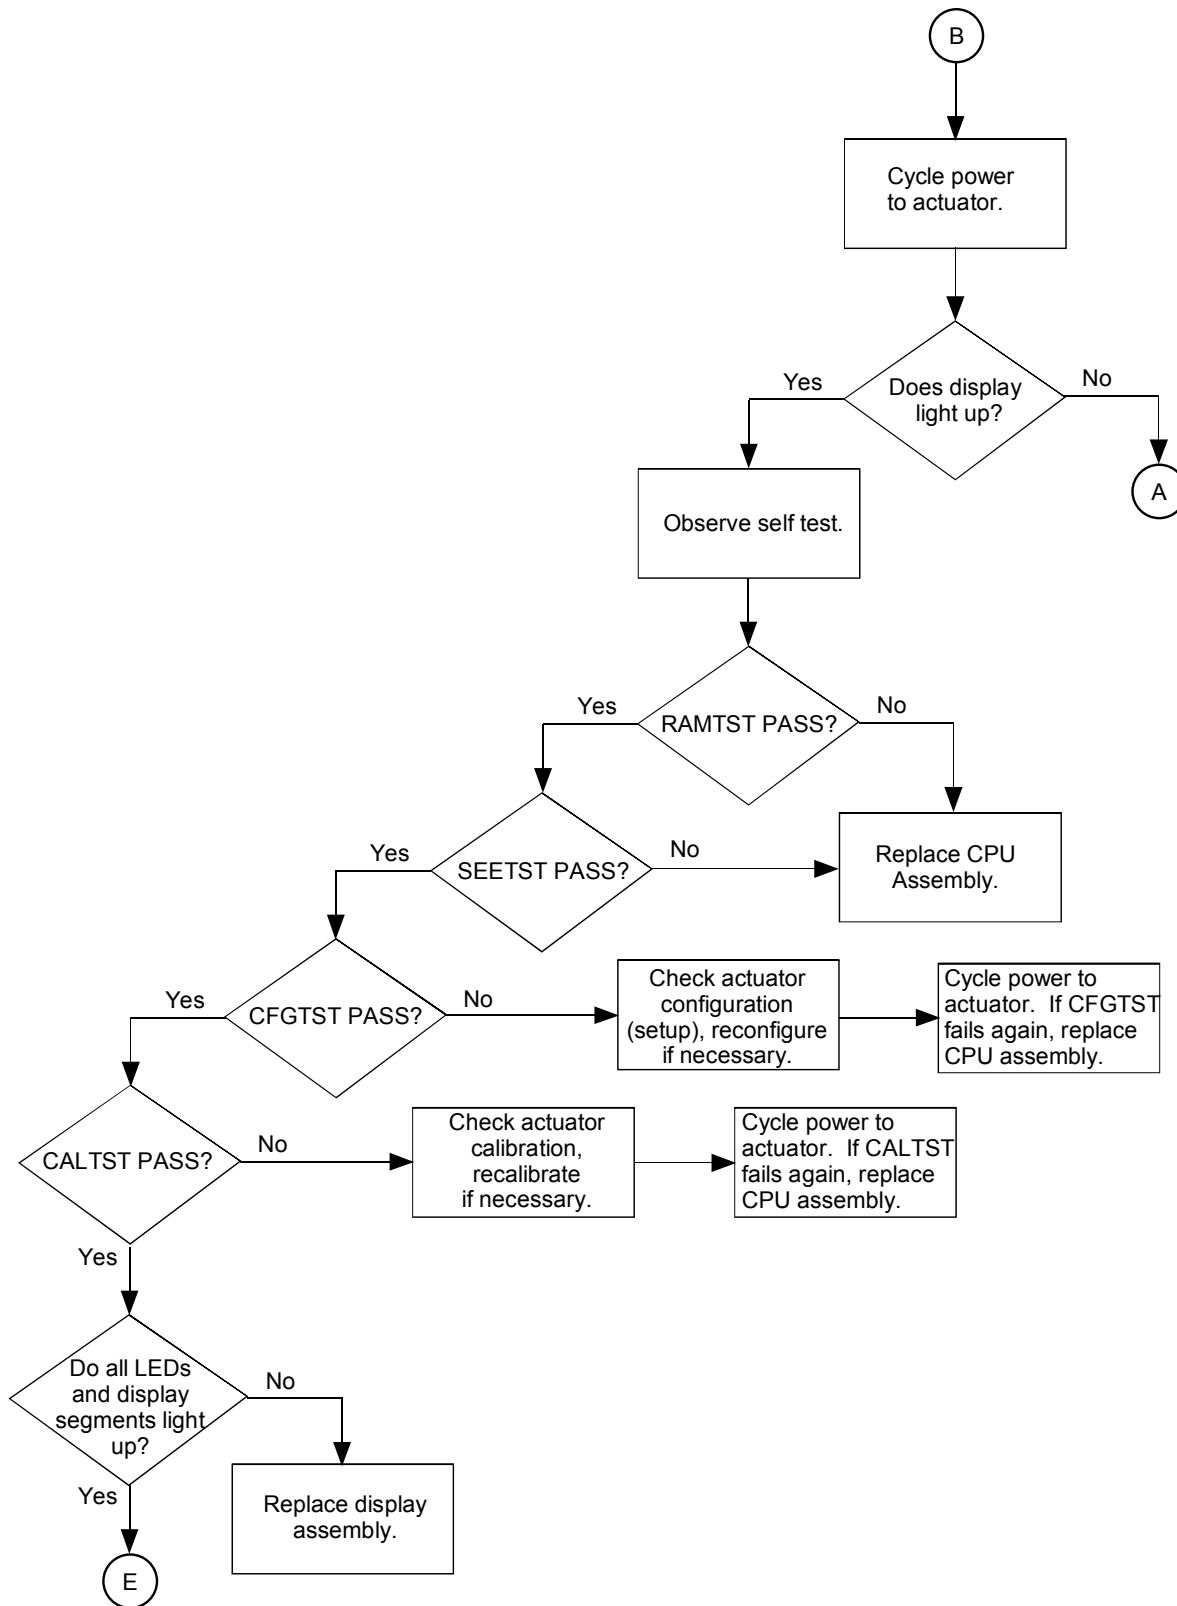 B
Cycle power
to actuator.
Does display
light up?
Yes
No
A
Observe self test.
RAMTST PASS?
Yes
No
Replace CPU
Assembly.
SEETST PASS?
Yes
No
CFGTST PASS?
Yes
No
Check actuator
configuration
(setup), reconfigure
if necessary.
Cycle power to
actuator.  If CFGTST
fails again, replace
CPU assembly.
CALTST PASS?
No
Check actuator
calibration,
recalibrate
if necessary.
Cycle power to
actuator.  If CALTST
fails again, replace
CPU assembly.
Yes
Do all LEDs
and display
segments light
up?
No
Replace display
assembly.
Yes
E